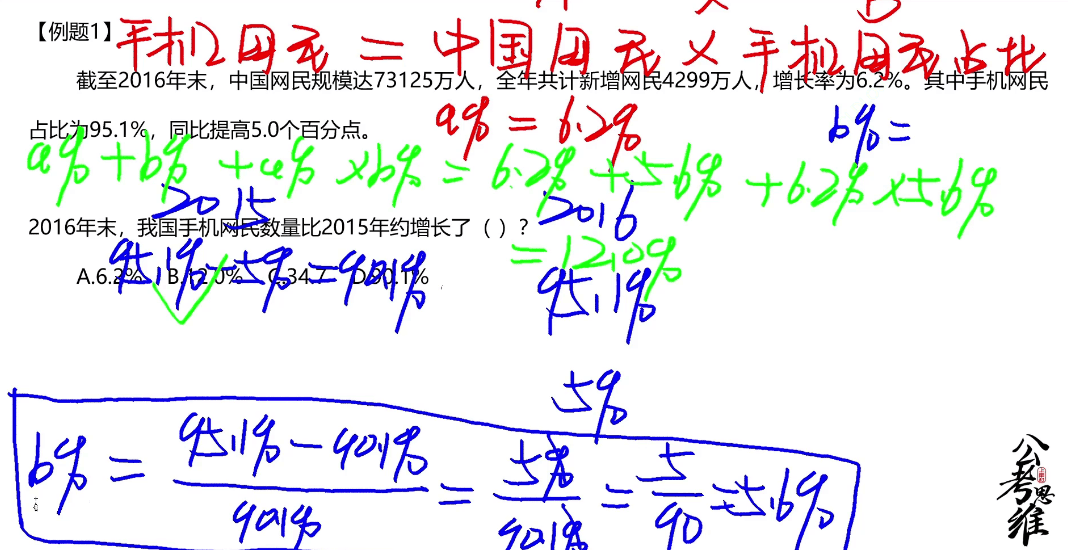 【例题1】
手机网民 = 中国网民 × 手机网民占比
截至2016年末，中国网民规模达73125万人，全年共计新增网民4299万人，增长率为6.2%。其中手机网民
占比为95.1%，同比提高5.0个百分点。
a% = 6.2%
b% =
a% + b% + a% × b% = 6.2% + 5.6% + 6.2% × 5.6%
2015
2016
2016年末，我国手机网民数量比2015年约增长了（ ）？
= 12.0%
A.6.2% B.12.0% C.34.7 D.90.1%
95.1% - 5% = 90.1%
95.1%
5%
b% = 95.1% - 90.1% / 90.1% = 5% / 90.1% = 5 / 90 = 5.6%
公考思维